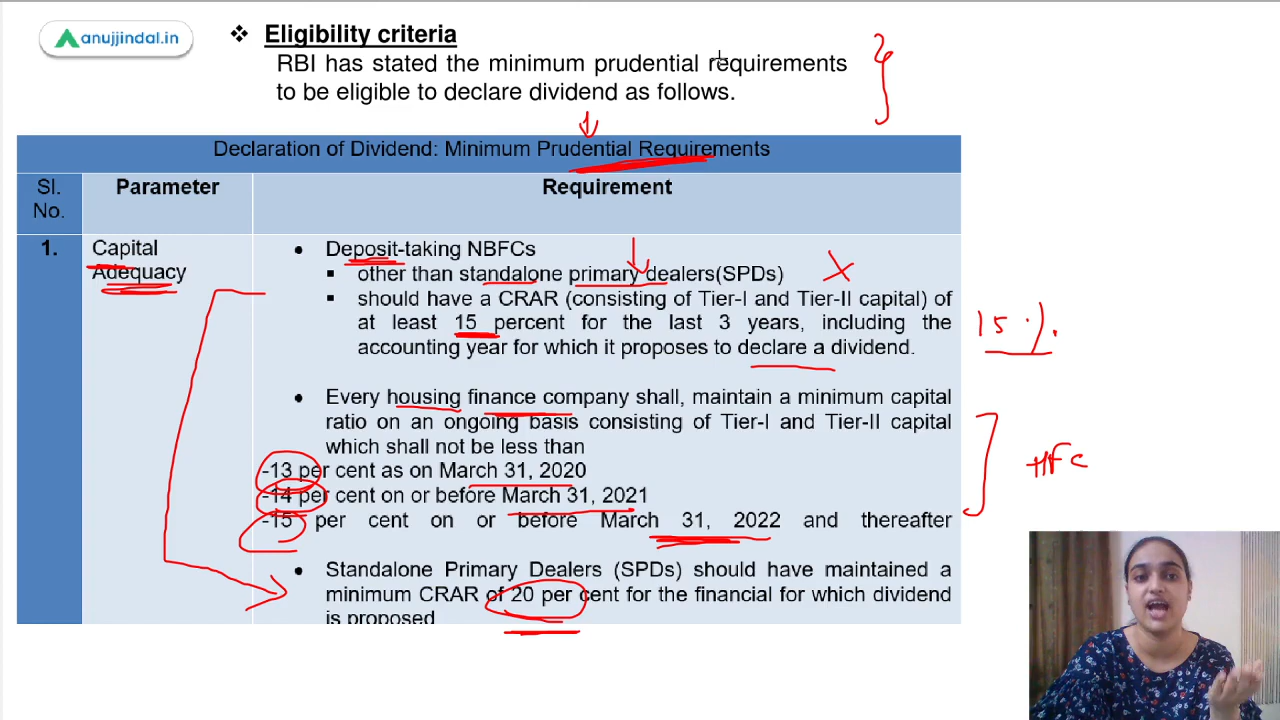 anujjindal.in
❖ Eligibility criteria
RBI has stated the minimum prudential requirements
to be eligible to declare dividend as follows.
Declaration of Dividend: Minimum Prudential Requirements
Sl. No.
Parameter
Requirement
1.
Capital
Adequacy
• Deposit-taking NBFCs
▪ other than standalone primary dealers(SPDs)
▪ should have a CRAR (consisting of Tier-I and Tier-II capital) of
at least 15 percent for the last 3 years, including the
accounting year for which it proposes to declare a dividend.
15 %.
• Every housing finance company shall, maintain a minimum capital
ratio on an ongoing basis consisting of Tier-I and Tier-II capital
which shall not be less than
-13 per cent as on March 31, 2020
-14 per cent on or before March 31, 2021
-15 per cent on or before March 31, 2022 and thereafter
HFC
• Standalone Primary Dealers (SPDs) should have maintained a
minimum CRAR of 20 per cent for the financial for which dividend
is proposed